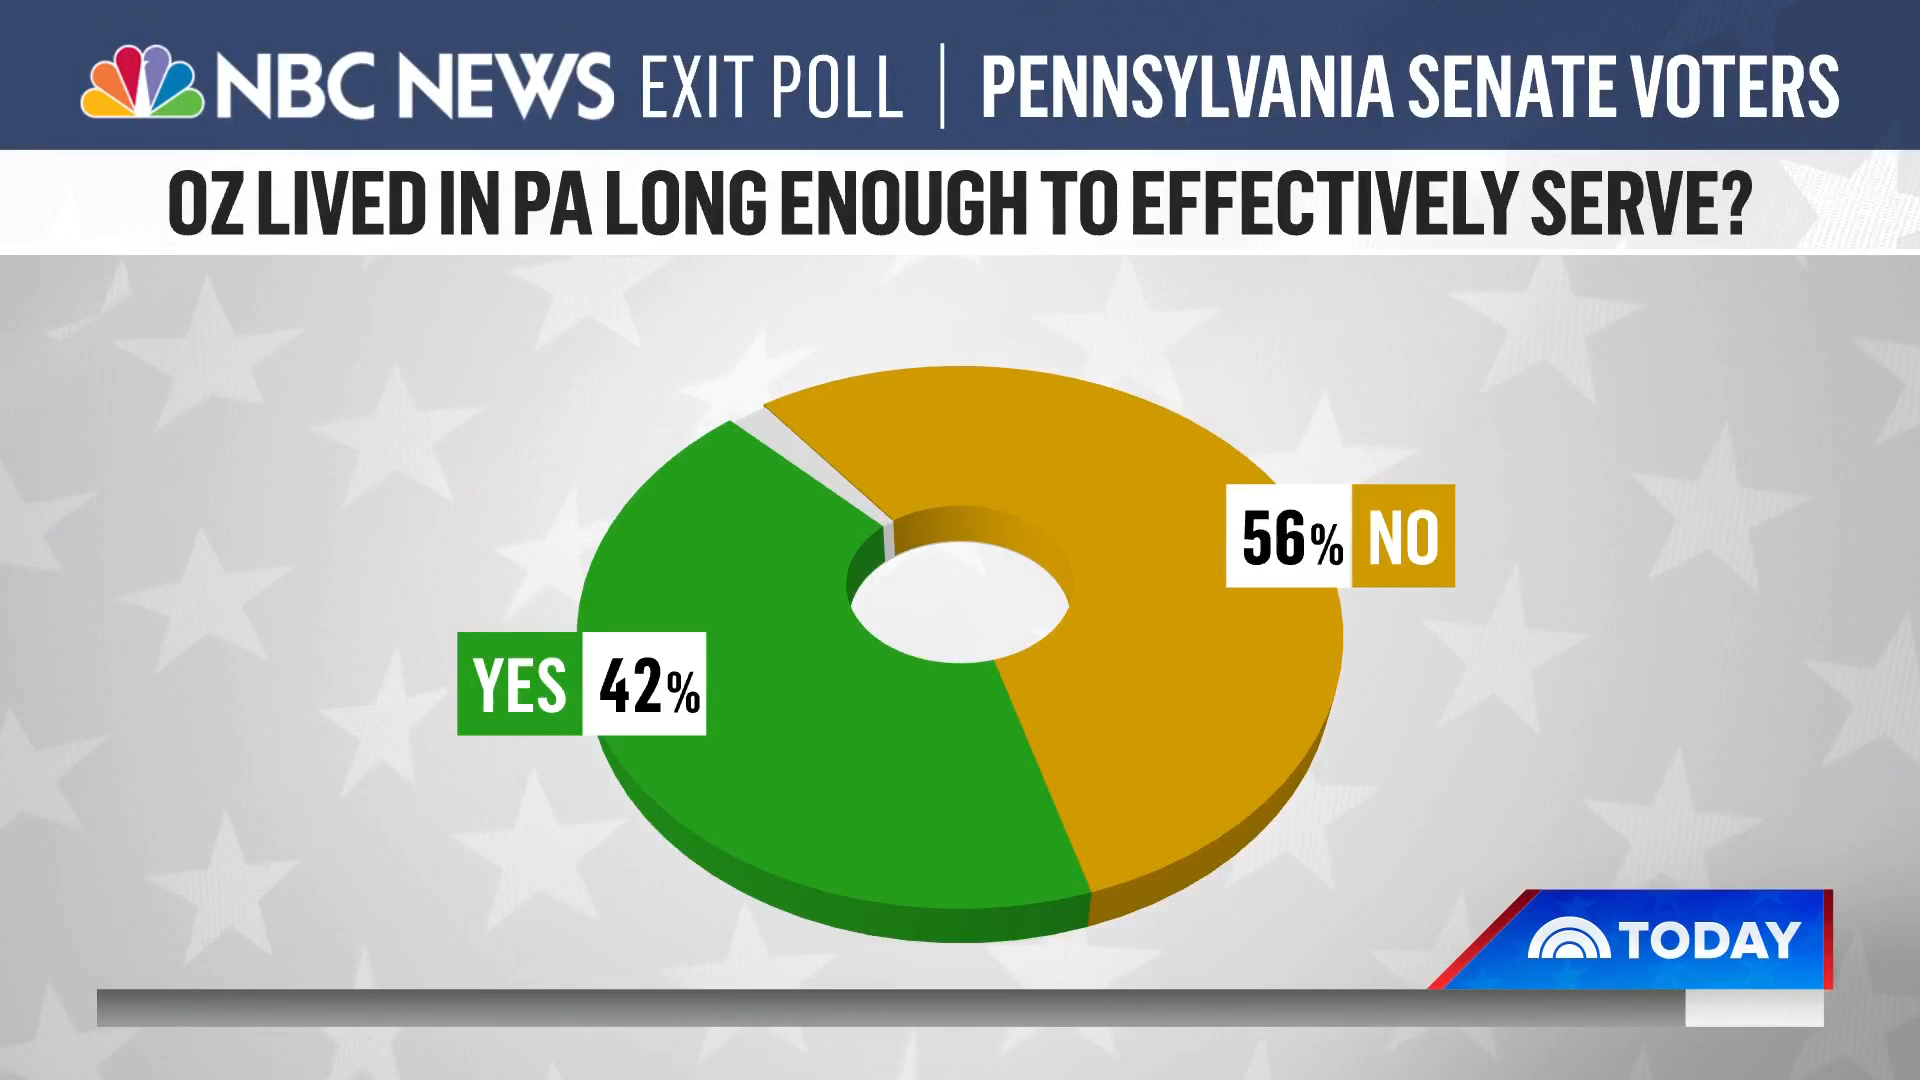 NBC NEWS EXIT POLL | PENNSYLVANIA SENATE VOTERS
OZ LIVED IN PA LONG ENOUGH TO EFFECTIVELY SERVE?
56% NO
YES 42%
TODAY